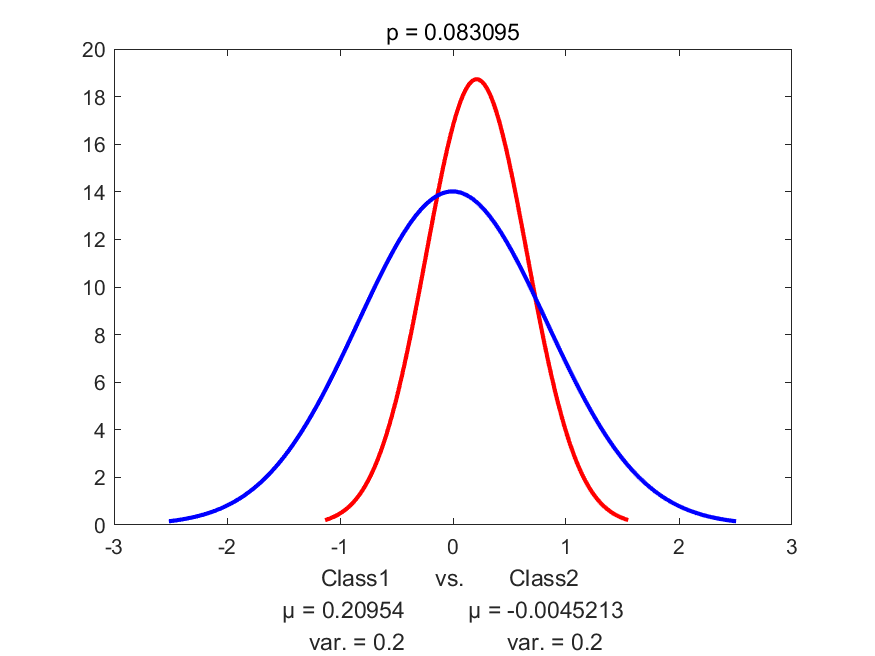 p = 0.083095
20
18
16
14
12
10
8
6
4
2
0
-3 -2 -1 0 1 2 3
Class1 vs. Class2
μ = 0.20954 μ = -0.0045213
var. = 0.2 var. = 0.2